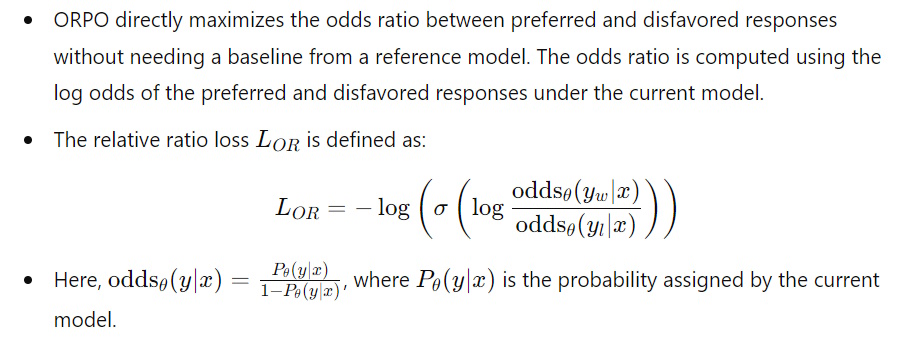 • ORPO directly maximizes the odds ratio between preferred and disfavored responses
without needing a baseline from a reference model. The odds ratio is computed using the
log odds of the preferred and disfavored responses under the current model.
• The relative ratio loss $L_{OR}$ is defined as:
$L_{OR} = -\log\left(\sigma\left(\log\frac{\text{odds}_\theta(y_w|x)}{\text{odds}_\theta(y_l|x)}\right)\right)$
• Here, $\text{odds}_\theta(y|x) = \frac{P_\theta(y|x)}{1-P_\theta(y|x)}$, where $P_\theta(y|x)$ is the probability assigned by the current
model.